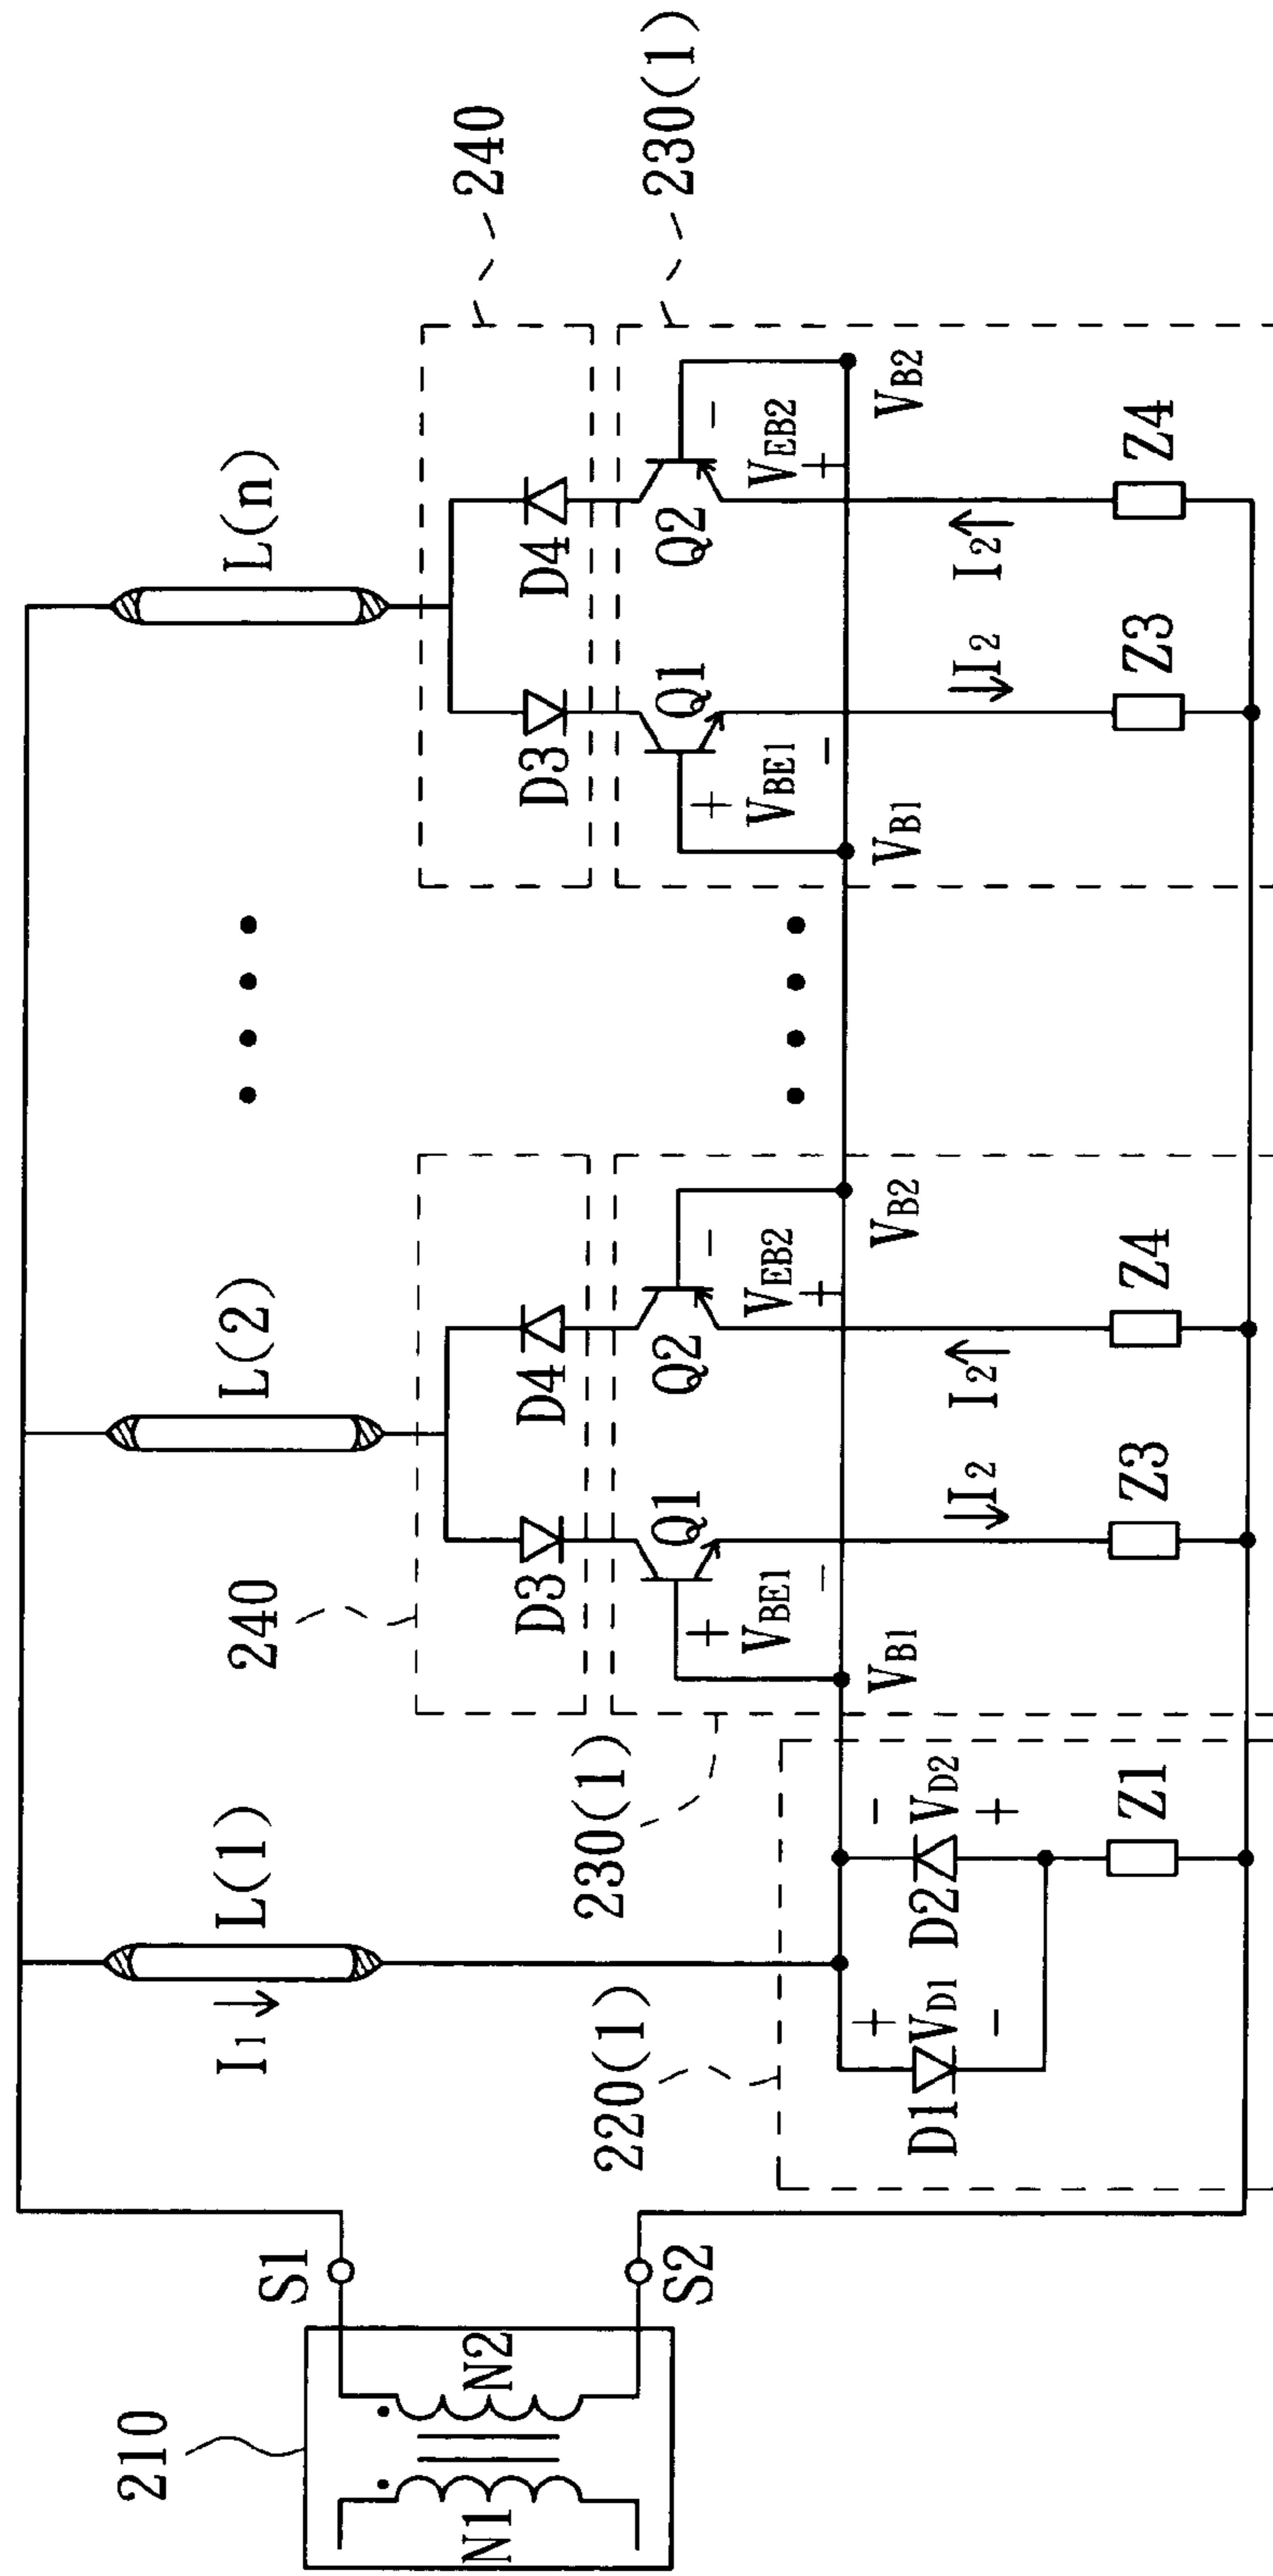 210
N1
N2
S1
S2
I1
L(1)
L(2)
L(n)
220(1)
D1
VD1
+
-
D2
VD2
-
+
Z1
230(1)
240
D3
D4
Q1
Q2
+
VBE1
-
-
VEB2
+
VB1
VB2
I2
I2
Z3
Z4
240
230(1)
D3
D4
Q1
Q2
+
VBE1
-
-
VEB2
+
VB1
VB2
I2
I2
Z3
Z4